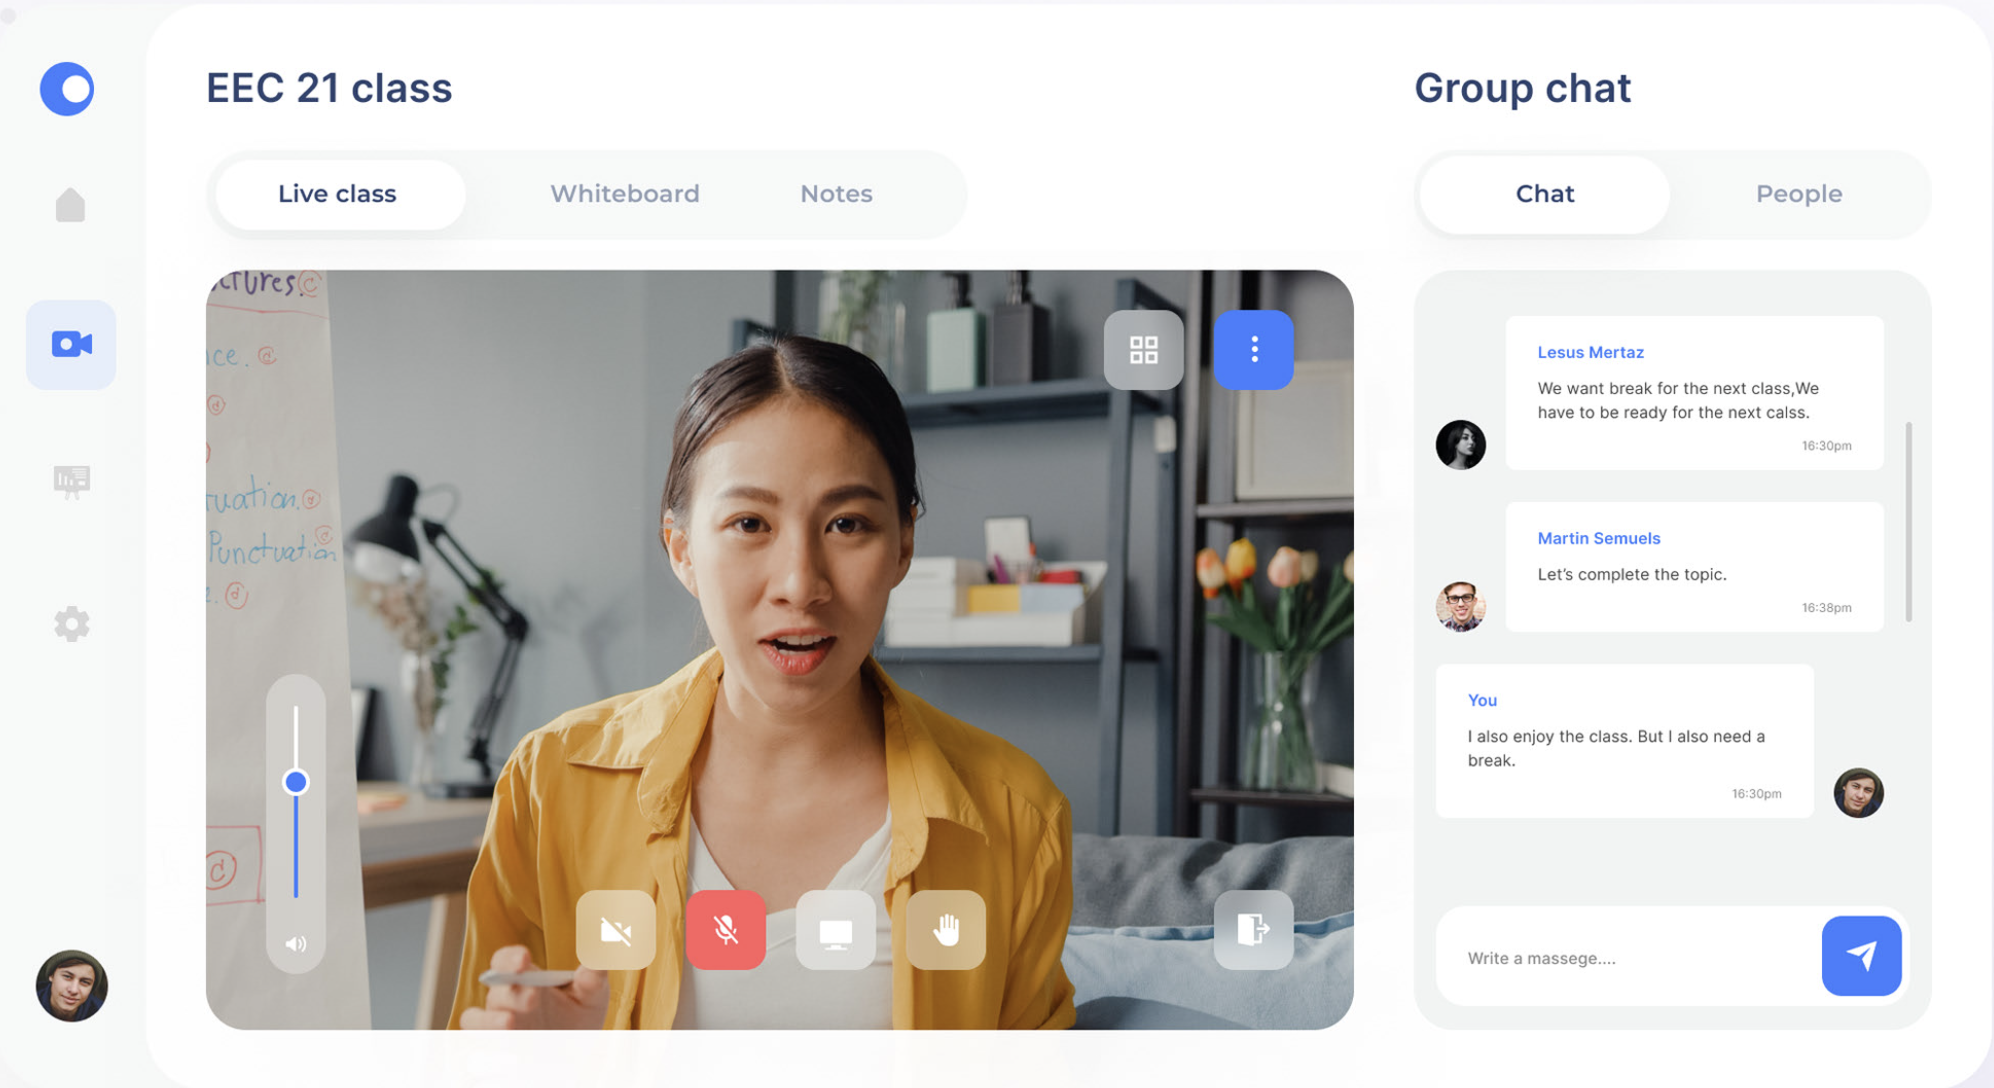 EEC 21 class
Group chat
Live class
Whiteboard
Notes
Chat
People
ctures. c
ice. d
d
tuation. d
Punctuation d
e. d
c
Lesus Mertaz
We want break for the next class,We
have to be ready for the next calss.
16:30pm
Martin Semuels
Let's complete the topic.
16:38pm
You
I also enjoy the class. But I also need a
break.
16:30pm
Write a massege....